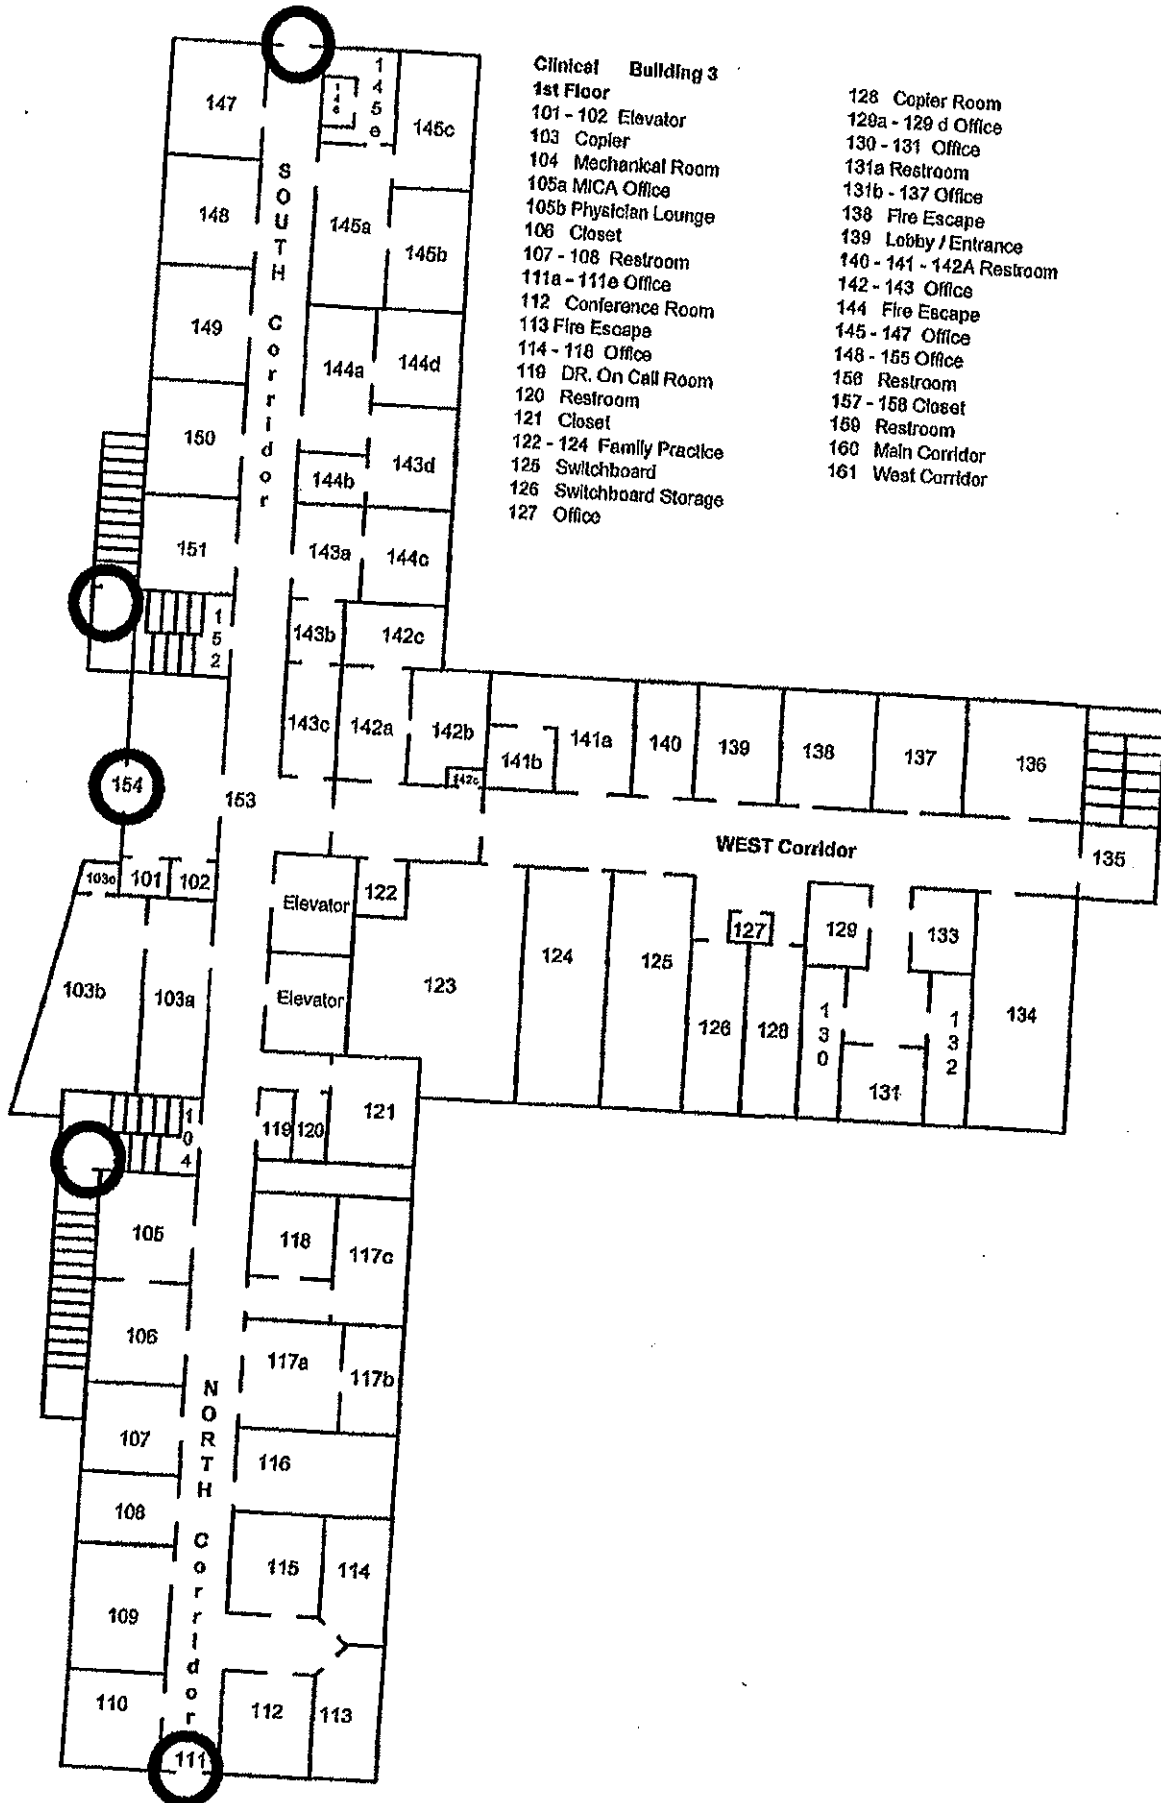 Clinical Building 3
1st Floor
101 - 102 Elevator
103 Copier
104 Mechanical Room
105a MICA Office
105b Physician Lounge
106 Closet
107 - 108 Restroom
111a - 111e Office
112 Conference Room
113 Fire Escape
114 - 118 Office
119 DR. On Call Room
120 Restroom
121 Closet
122 - 124 Family Practice
125 Switchboard
126 Switchboard Storage
127 Office
128 Copier Room
129a - 129 d Office
130 - 131 Office
131a Restroom
131b - 137 Office
138 Fire Escape
139 Lobby / Entrance
140 - 141 - 142A Restroom
142 - 143 Office
144 Fire Escape
145 - 147 Office
148 - 155 Office
156 Restroom
157 - 158 Closet
159 Restroom
160 Main Corridor
161 West Corridor
147
145e
145c
148
145a
145b
149
144a
144d
150
144b
143d
151
143a
144c
152
143b
142c
SOUTH Corridor
143c
142a
142b
142c
141b
141a
140
139
138
137
136
154
153
WEST Corridor
135
103c
101
102
Elevator
122
103b
103a
Elevator
123
124
125
127
126
128
129
130
131
133
132
134
104
119
120
121
105
118
117c
106
117a
117b
107
116
108
NORTH Corridor
115
114
109
110
112
113
111